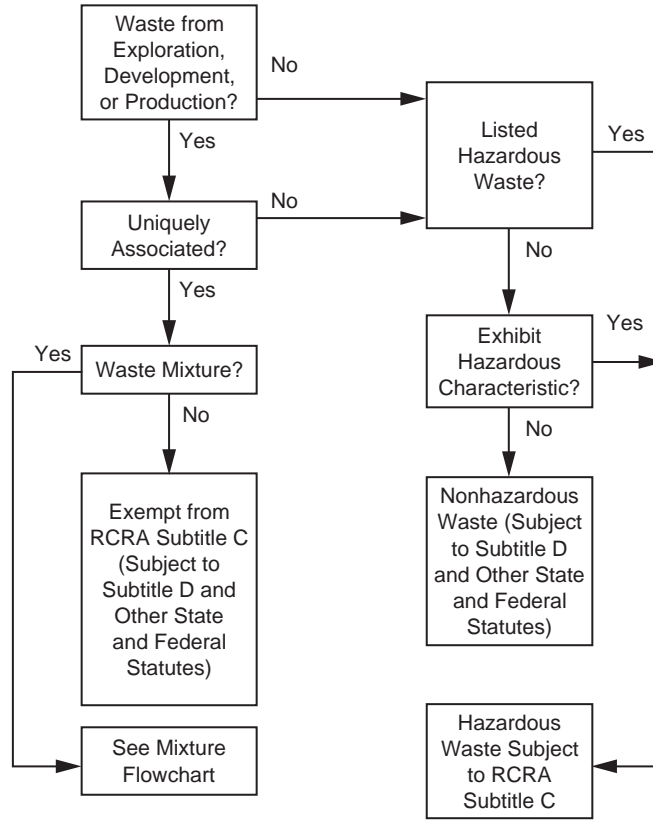 Waste from
Exploration,
Development,
or Production?
No
Yes
Listed
Hazardous
Waste?
Yes
Uniquely
Associated?
No
No
Yes
Yes
Waste Mixture?
No
Exhibit
Hazardous
Characteristic?
Yes
No
Exempt from
RCRA Subtitle C
(Subject to
Subtitle D and
Other State
and Federal
Statutes)
Nonhazardous
Waste (Subject
to Subtitle D
and Other State
and Federal
Statutes)
See Mixture
Flowchart
Hazardous
Waste Subject
to RCRA
Subtitle C